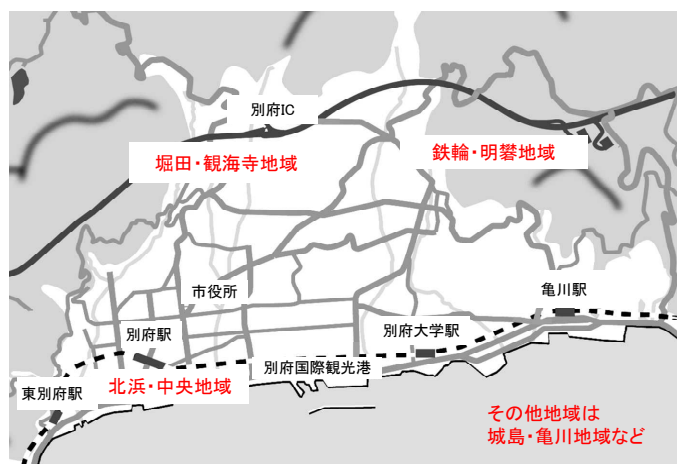 別府IC
堀田・観海寺地域
鉄輪・明礬地域
市役所
亀川駅
別府駅
別府大学駅
別府国際観光港
北浜・中央地域
東別府駅
その他地域は
城島・亀川地域など